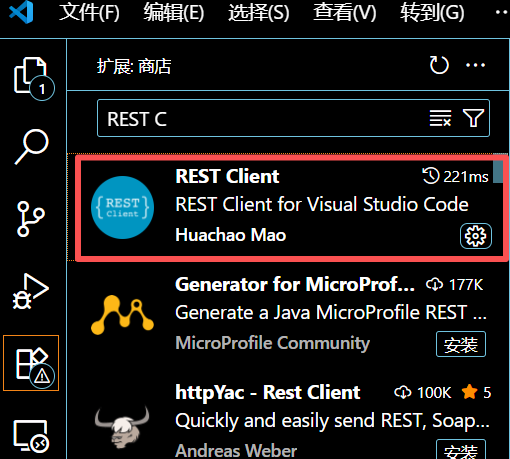 文件(F) 编辑(E) 选择(S) 查看(V) 转到(G) ···
扩展: 商店
REST C
REST Client 221ms
{REST}
Client
REST Client for Visual Studio Code
Huachao Mao
Generator for MicroProf... 177K
Generate a Java MicroProfile REST ...
MicroProfile Community 安装
httpYac - Rest Client 100K 5
Quickly and easily send REST, Soap...
Andreas Weber 安装
1